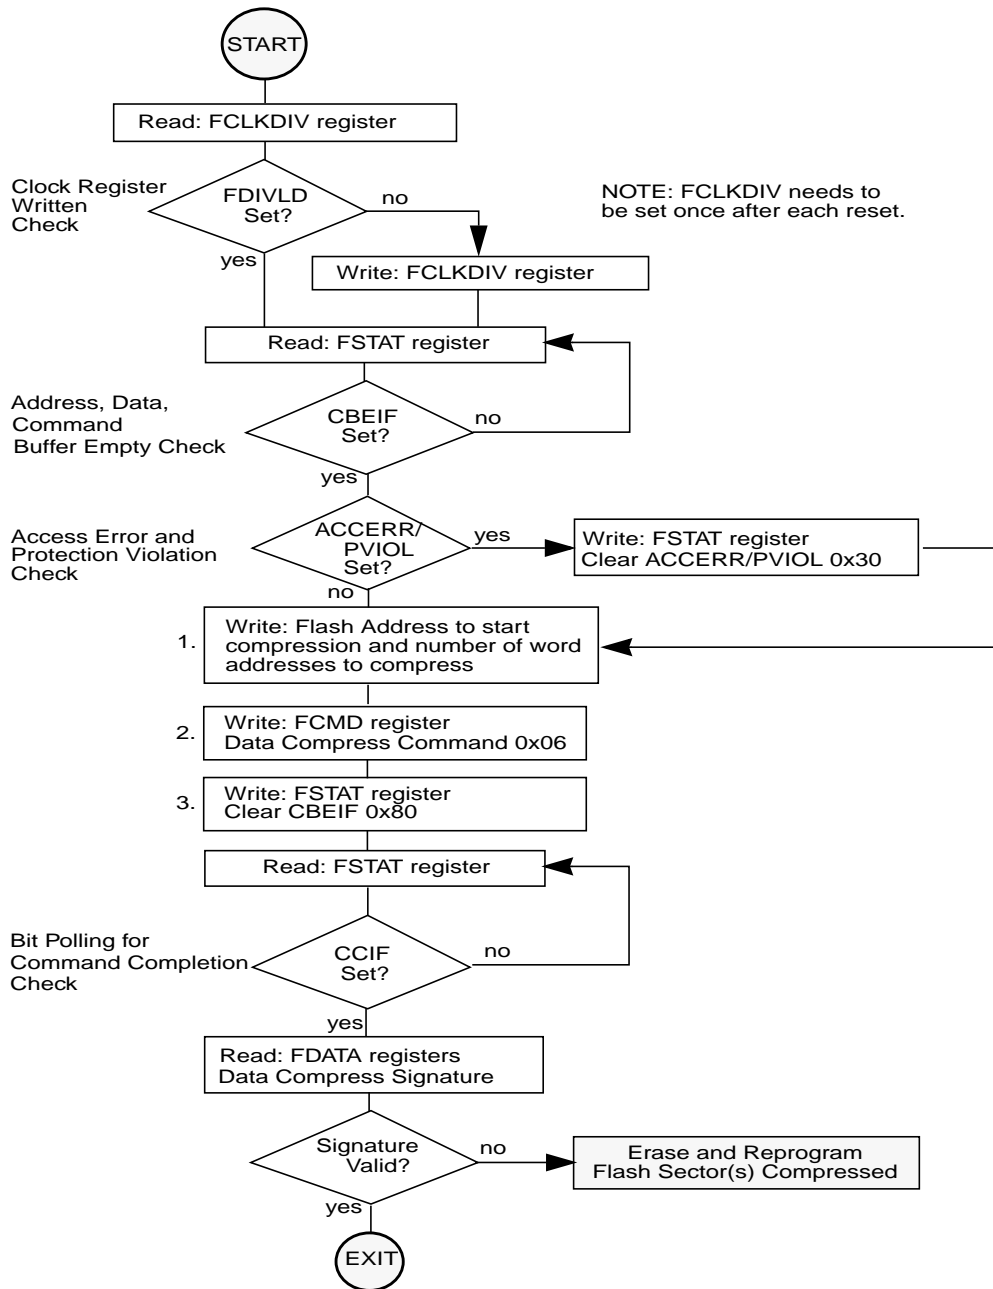 START
Read: FCLKDIV register
Clock Register
Written
Check
FDIVLD
Set?
no
yes
NOTE: FCLKDIV needs to
be set once after each reset.
Write: FCLKDIV register
Read: FSTAT register
Address, Data,
Command
Buffer Empty Check
CBEIF
Set?
no
yes
Access Error and
Protection Violation
Check
ACCERR/
PVIOL
Set?
yes
no
Write: FSTAT register
Clear ACCERR/PVIOL 0x30
1.
Write: Flash Address to start
compression and number of word
addresses to compress
2.
Write: FCMD register
Data Compress Command 0x06
3.
Write: FSTAT register
Clear CBEIF 0x80
Read: FSTAT register
Bit Polling for
Command Completion
Check
CCIF
Set?
no
yes
Read: FDATA registers
Data Compress Signature
Signature
Valid?
no
yes
Erase and Reprogram
Flash Sector(s) Compressed
EXIT